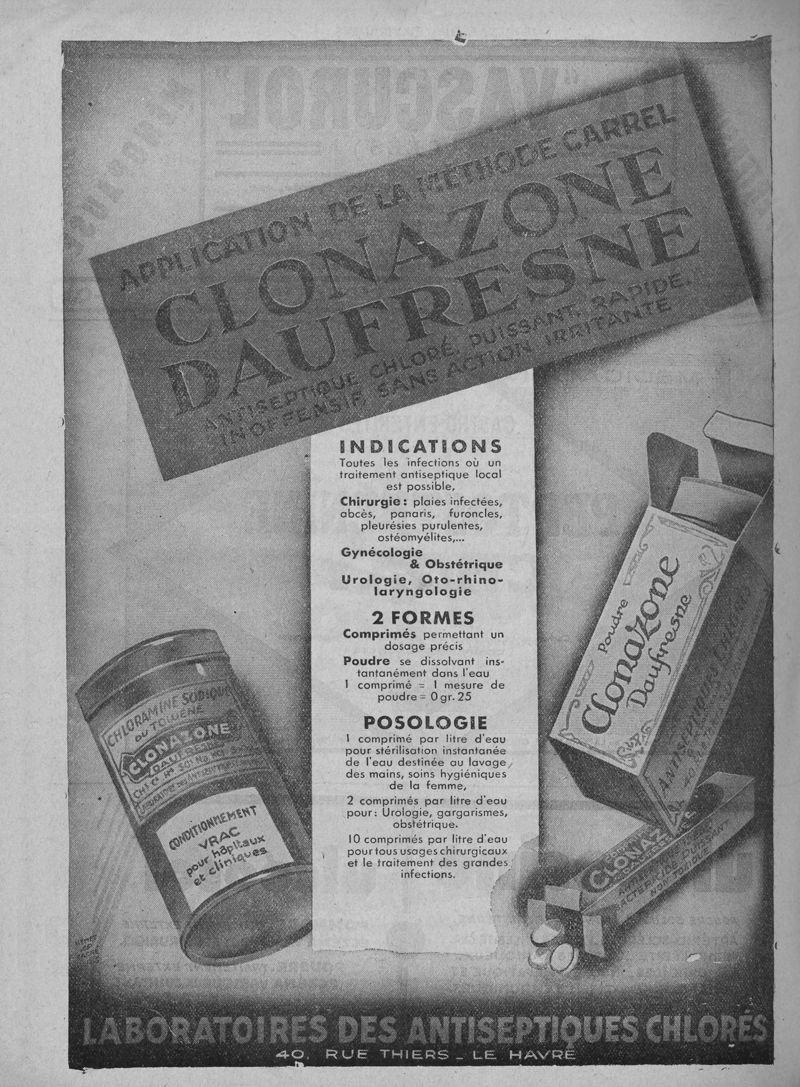 APPLICATION DE LA MÉTHODE CARREL
CLONAZONE
DAUFRESNE
ANTISEPTIQUE CHLORÉ, PUISSANT, RAPIDE,
INOFFENSIF, SANS ACTION IRRITANTE
INDICATIONS
Toutes les infections où un
traitement antiseptique local
est possible,
Chirurgie : plaies infectées,
abcès, panaris, furoncles,
pleurésies purulentes,
ostéomyélites,...
Gynécologie
& Obstétrique
Urologie, Oto-rhino-
laryngologie
2 FORMES
Comprimés permettant un
dosage précis
Poudre se dissolvant ins-
tantanément dans l'eau
1 comprimé = 1 mesure de
poudre = 0 gr. 25
POSOLOGIE
1 comprimé par litre d'eau
pour stérilisation instantanée
de l'eau destinée au lavage
des mains, soins hygiéniques
de la femme,
2 comprimés par litre d'eau
pour : Urologie, gargarismes,
obstétrique.
10 comprimés par litre d'eau
pour tous usages chirurgicaux
et le traitement des grandes
infections.
CHLORAMINE SODIQUE
DU TOLUÈNE
CLONAZONE
DAUFRESNE
CONDITIONNEMENT
VRAC
pour hôpitaux
et cliniques
Poudre
Clonazone
Daufresne
ANTISEPTIQUE
CLONAZ
NON TOXIQUE
LABORATOIRES DES ANTISEPTIQUES CHLORÉS
40, RUE THIERS _ LE HAVRE
"VASCUROL"